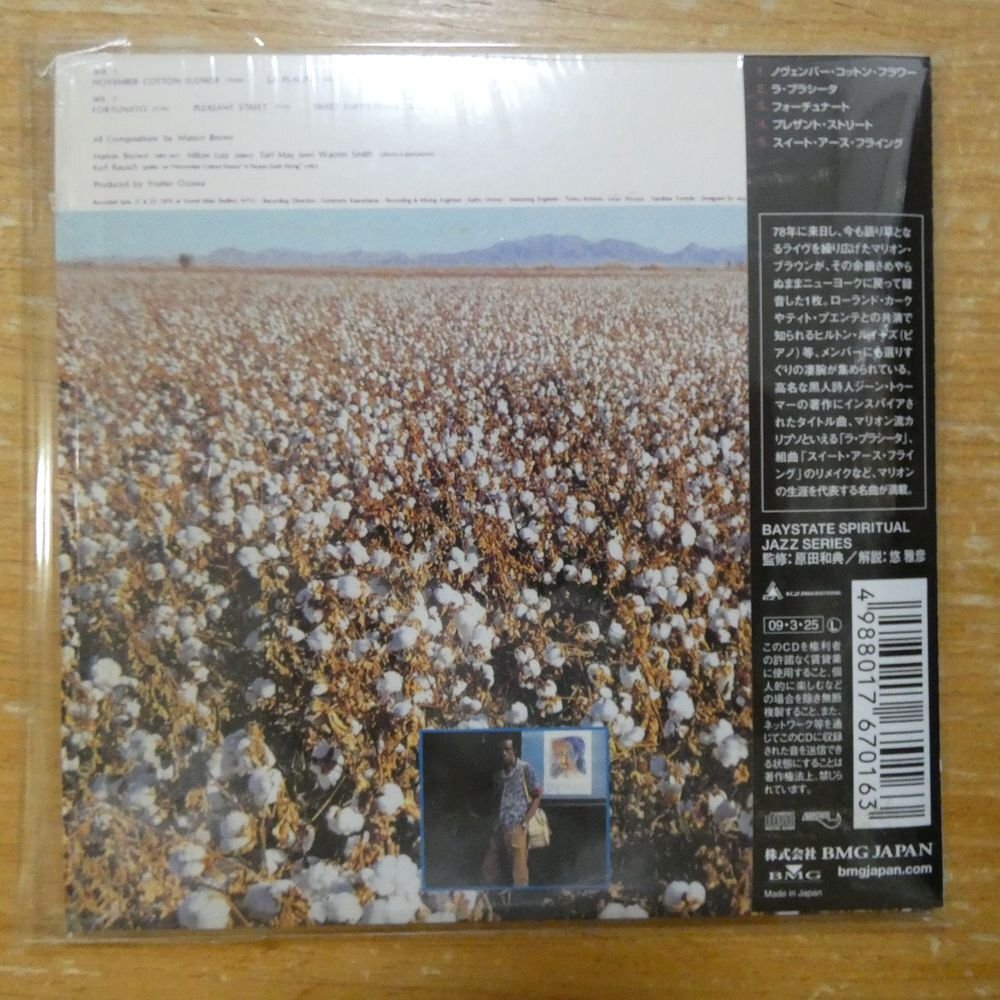 SIDE 1
NOVEMBER COTTON FLOWER LA PLACITA
SIDE 2
FORTUNATO PLEASANT STREET SWEET EARTH FLYING
All Compositions by Marion Brown
Marion Brown Hilton Ruiz Earl May Warren Smith
Karl Rausch
Produced by Yoshio Ozawa
1. ノヴェンバー・コットン・フラワー
2. ラ・プラシータ
3. フォーチュナート
4. プレザント・ストリート
5. スイート・アース・フライング
78年に来日し、今も語り草とな
るライヴを繰り広げたマリオン・
ブラウンが、その余韻さめやら
ぬままニューヨークに戻って録
音した1枚。ローランド・カーク
やティト・プエンテとの共演で
知られるヒルトン・ルイーズ(ピ
アノ)等、メンバーにも選りす
ぐりの凄腕が集められている。
高名な黒人詩人ジーン・トゥー
マーの著作にインスパイアさ
れたタイトル曲、マリオン流カ
リプソといえる「ラ・プラシータ」、
組曲「スイート・アース・フライ
ング」のリメイクなど、マリオン
の生涯を代表する名曲が満載。
BAYSTATE SPIRITUAL
JAZZ SERIES
監修:原田和典/解説:悠 雅彦
09・3・25 L
このCDを権利者
の許諾なく賃貸業
に使用すること、個
人的に楽しむなど
の場合を除き無断
複製すること、また、
ネットワーク等を通
じてこのCDに収録
された音を送信でき
る状態にすることは
著作権法上、禁じら
れています。
4988017670163
株式会社 BMG JAPAN
BMG bmgjapan.com
Made in Japan